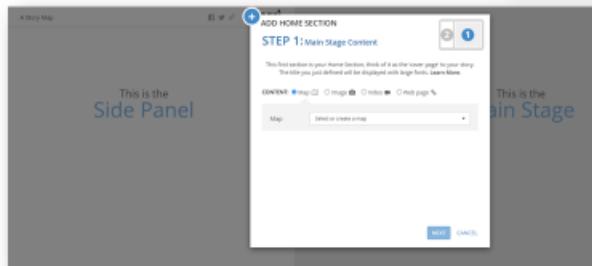 A Story Map
ADD HOME SECTION
STEP 1: Main Stage Content
2 1
This first section is your Home Section, think of it as the 'cover page' to your story.
The title you just defined will be displayed with large fonts. Learn More
CONTENT: Map Image Video Web page
Map Select or create a map
This is the
Side Panel
This is the
ain Stage
NEXT CANCEL